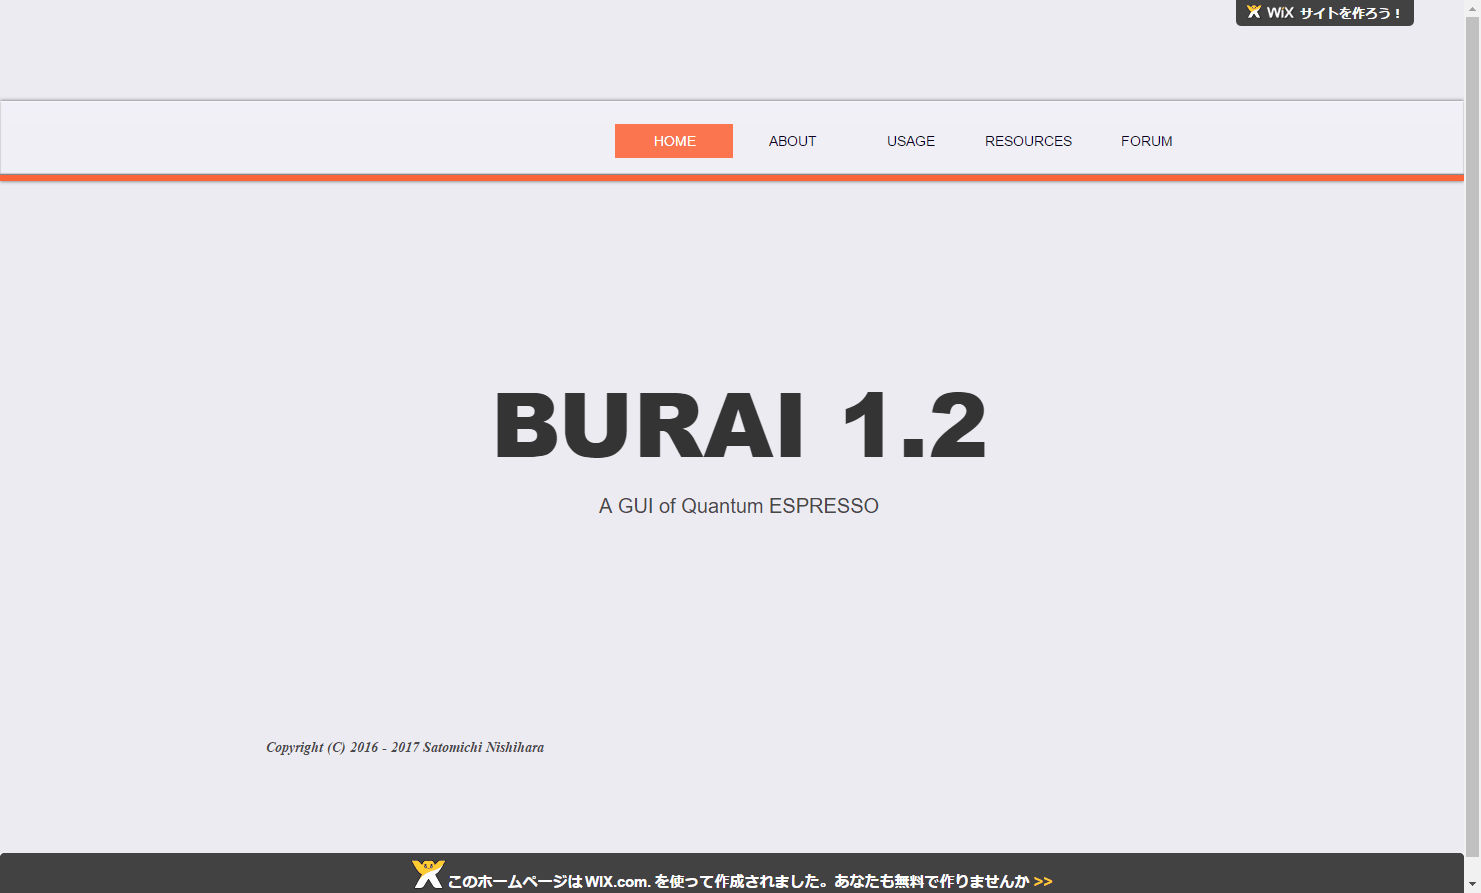 WiX サイトを作ろう!
HOME ABOUT USAGE RESOURCES FORUM
BURAI 1.2
A GUI of Quantum ESPRESSO
Copyright (C) 2016 - 2017 Satomichi Nishihara
このホームページは WIX.com. を使って作成されました。あなたも無料で作りませんか >>